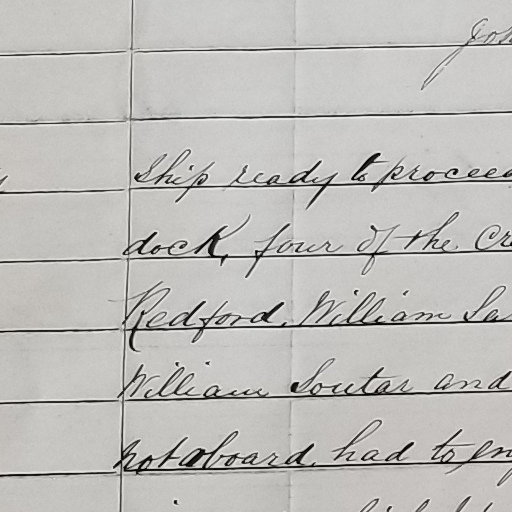 Joh
Ship ready to proceed
dock, four of the Cr
Redford, William Sa
William Soutar and
not aboard. had to en